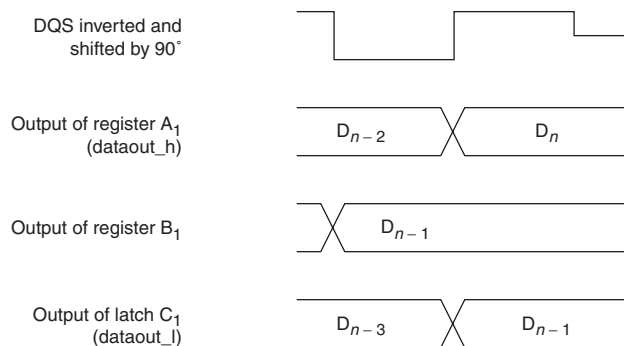 DQS inverted and
shifted by 90˚
Output of register A1
(dataout_h)
Dn − 2
Dn
Output of register B1
Dn − 1
Output of latch C1
(dataout_l)
Dn − 3
Dn − 1